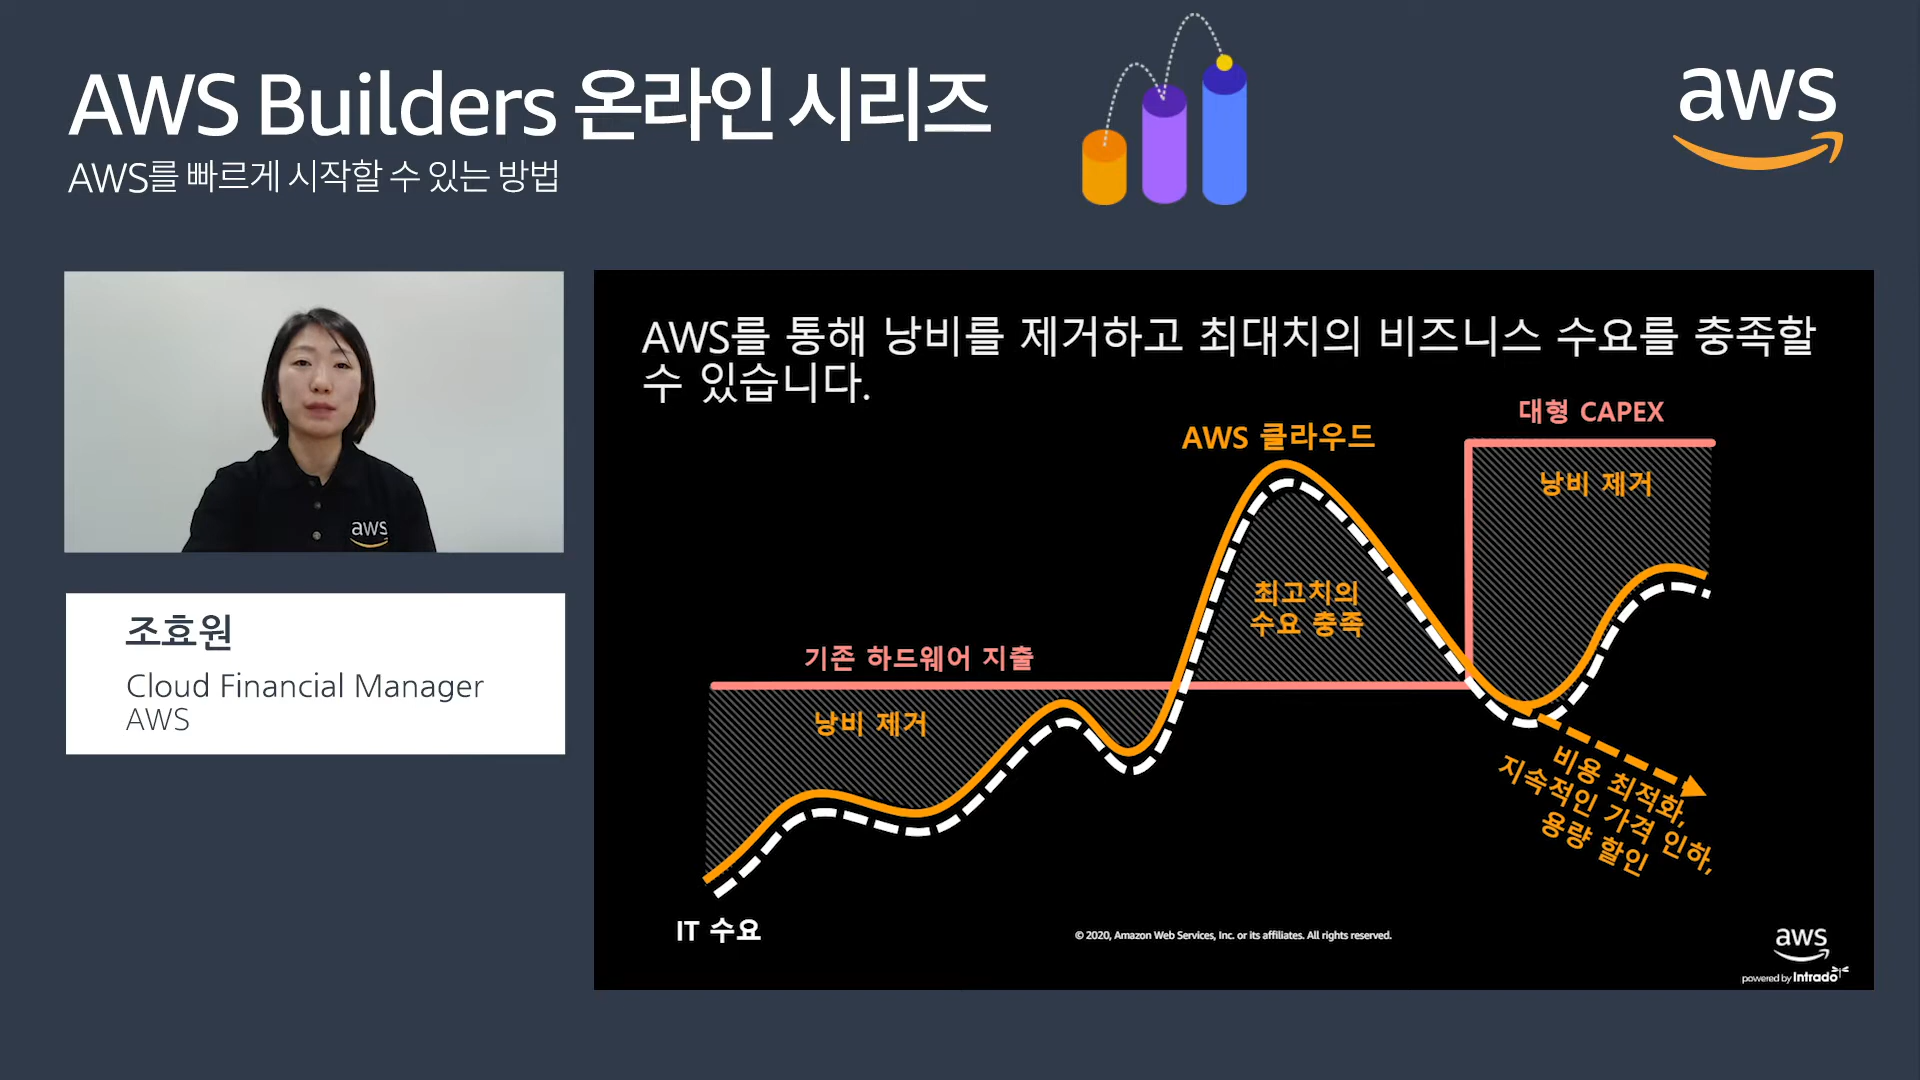 AWS Builders 온라인 시리즈
AWS를 빠르게 시작할 수 있는 방법
aws
aws
조효원
Cloud Financial Manager
AWS
AWS를 통해 낭비를 제거하고 최대치의 비즈니스 수요를 충족할
수 있습니다.
대형 CAPEX
AWS 클라우드
낭비 제거
최고치의
수요 충족
기존 하드웨어 지출
낭비 제거
비용 최적화,
지속적인 가격 인하,
용량 할인
IT 수요
© 2020, Amazon Web Services, Inc. or its affiliates. All rights reserved.
aws
powered by Intrado